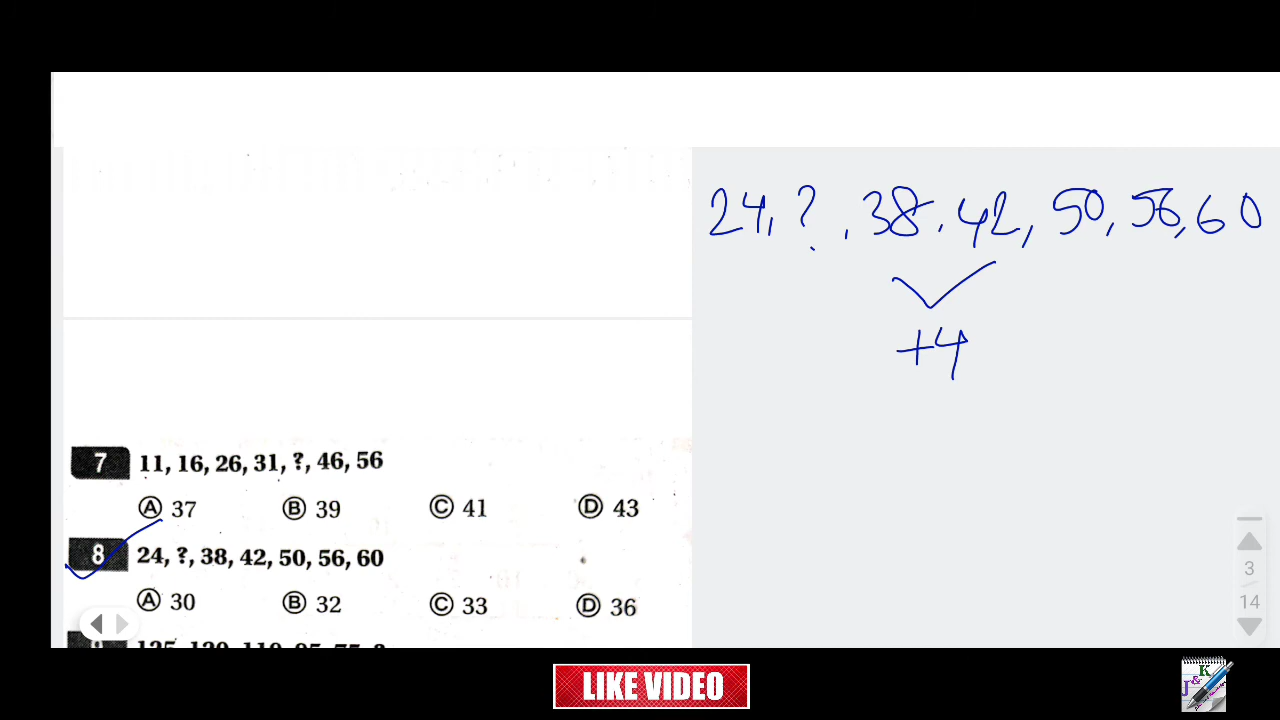 24, ?, 38, 42, 50, 56, 60
+4
7 11, 16, 26, 31, ?, 46, 56
A 37 B 39 C 41 D 43
8 24, ?, 38, 42, 50, 56, 60
A 30 B 32 C 33 D 36
3
14
LIKE VIDEO
J&K